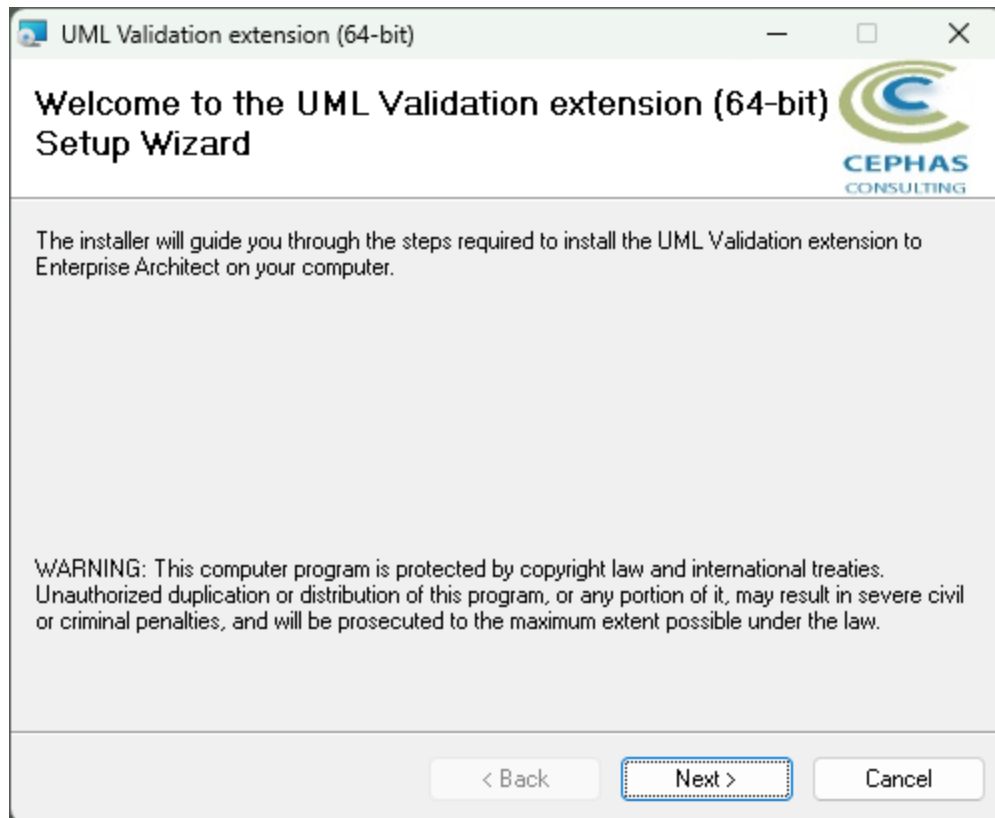 UML Validation extension (64-bit)
Welcome to the UML Validation extension (64-bit)
Setup Wizard
CEPHAS
CONSULTING
The installer will guide you through the steps required to install the UML Validation extension to
Enterprise Architect on your computer.
WARNING: This computer program is protected by copyright law and international treaties.
Unauthorized duplication or distribution of this program, or any portion of it, may result in severe civil
or criminal penalties, and will be prosecuted to the maximum extent possible under the law.
< Back
Next >
Cancel